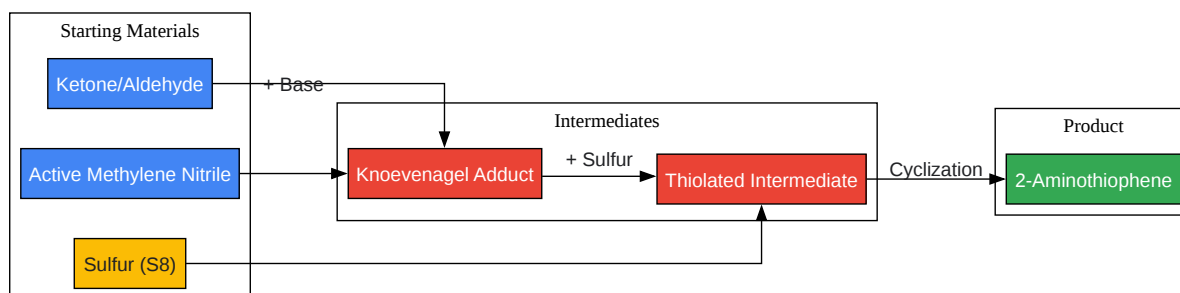 Starting Materials
Ketone/Aldehyde
+ Base
Active Methylene Nitrile
Sulfur (S8)
Intermediates
Knoevenagel Adduct
+ Sulfur
Thiolated Intermediate
Cyclization
Product
2-Aminothiophene